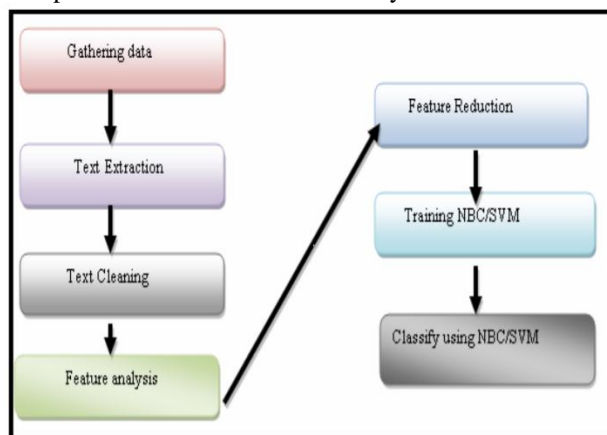 Gathering data
Text Extraction
Text Cleaning
Feature analysis
Feature Reduction
Training NBC/SVM
Classify using NBC/SVM